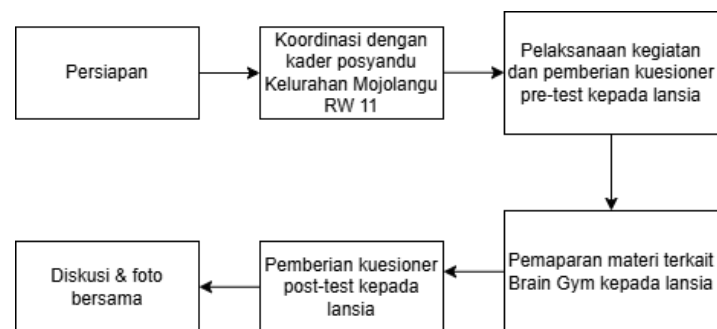 Persiapan
Koordinasi dengan
kader posyandu
Kelurahan Mojolangu
RW 11
Pelaksanaan kegiatan
dan pemberian kuesioner
pre-test kepada lansia
Pemaparan materi terkait
Brain Gym kepada lansia
Pemberian kuesioner
post-test kepada
lansia
Diskusi & foto
bersama